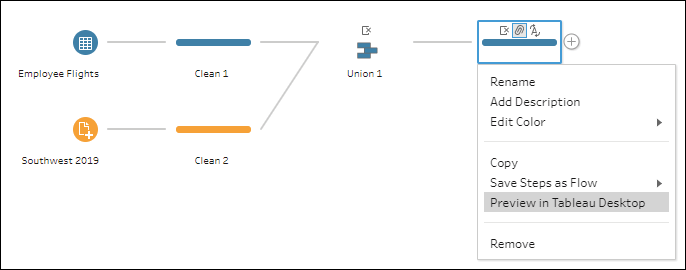 Employee Flights
Clean 1
Union 1
Southwest 2019
Clean 2
Rename
Add Description
Edit Color
Copy
Save Steps as Flow
Preview in Tableau Desktop
Remove